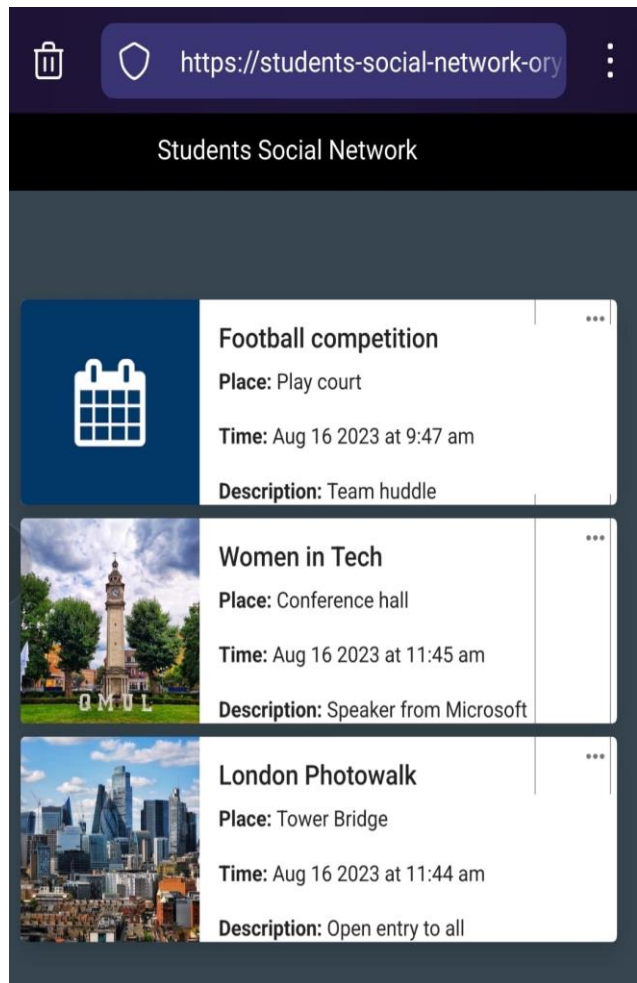 https://students-social-network-ory
Students Social Network
Football competition
Place: Play court
Time: Aug 16 2023 at 9:47 am
Description: Team huddle
Women in Tech
Place: Conference hall
Time: Aug 16 2023 at 11:45 am
Description: Speaker from Microsoft
QMUL
London Photowalk
Place: Tower Bridge
Time: Aug 16 2023 at 11:44 am
Description: Open entry to all